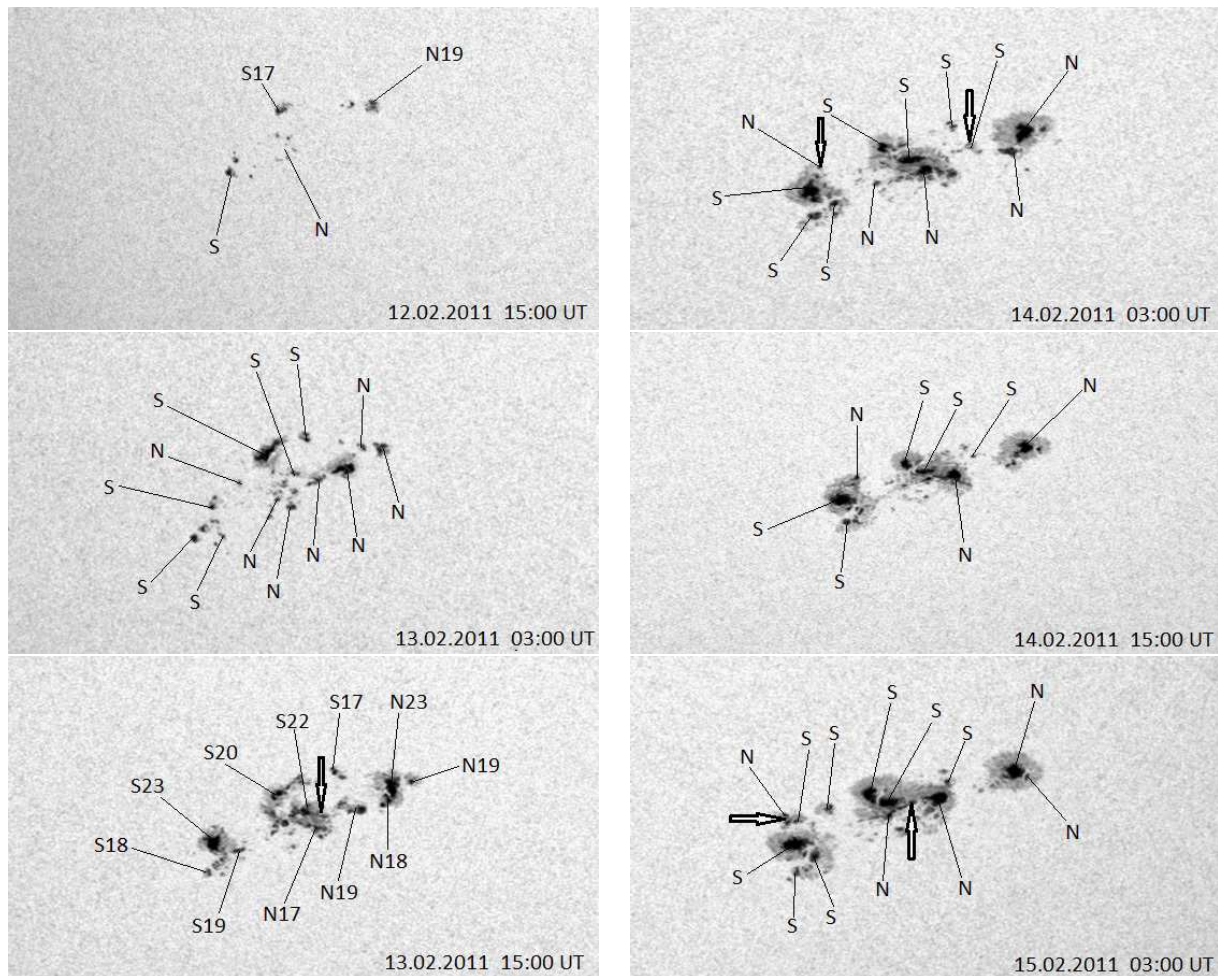 N19
S17
N
S
12.02.2011 15:00 UT
S
S
N
S
N
S
N
S
N
N
N
N
S
13.02.2011 03:00 UT
S17
N23
S22
S20
N19
S23
S18
N18
N19
N17
S19
13.02.2011 15:00 UT
S
S
N
S
S
N
S
N
N
N
S
S
14.02.2011 03:00 UT
S
S
S
N
N
S
N
S
14.02.2011 15:00 UT
S
S
N
S
S
S
N
S
N
S
N
N
S
S
15.02.2011 03:00 UT